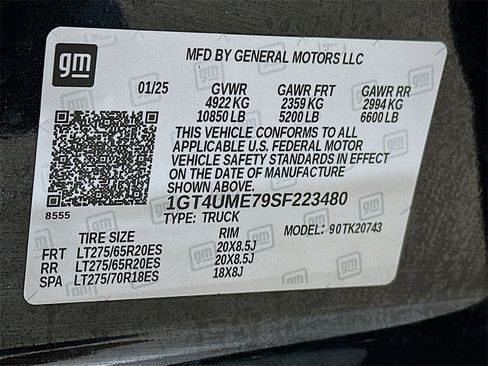 gm
MFD BY GENERAL MOTORS LLC
01/25 GVWR GAWR FRT GAWR RR
4922 KG 2359 KG 2994 KG
10850 LB 5200 LB 6600 LB
THIS VEHICLE CONFORMS TO ALL
APPLICABLE U.S. FEDERAL MOTOR
VEHICLE SAFETY STANDARDS IN EFFECT
ON THE DATE OF MANUFACTURE
SHOWN ABOVE.
8555 1GT4UME79SF223480
TYPE: TRUCK MODEL: 90TK20743
TIRE SIZE RIM
FRT LT275/65R20ES 20X8.5J
RR LT275/65R20ES 20X8.5J
SPA LT275/70R18ES 18X8J